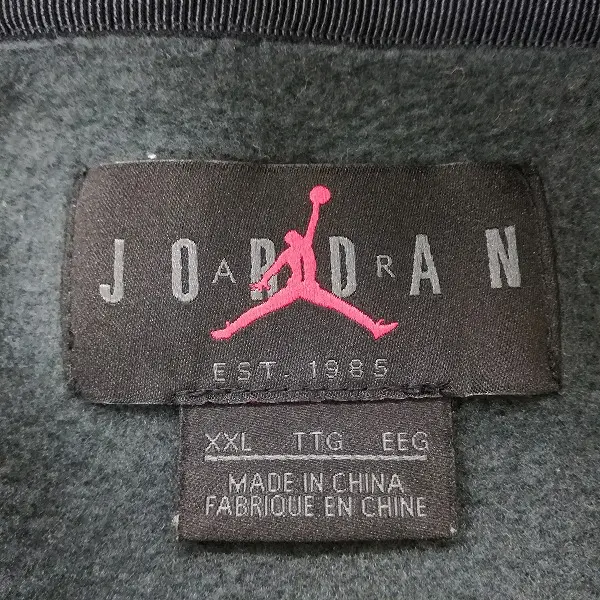 JORDAN
AIR
EST. 1985
XXL TTG EEG
MADE IN CHINA
FABRIQUE EN CHINE